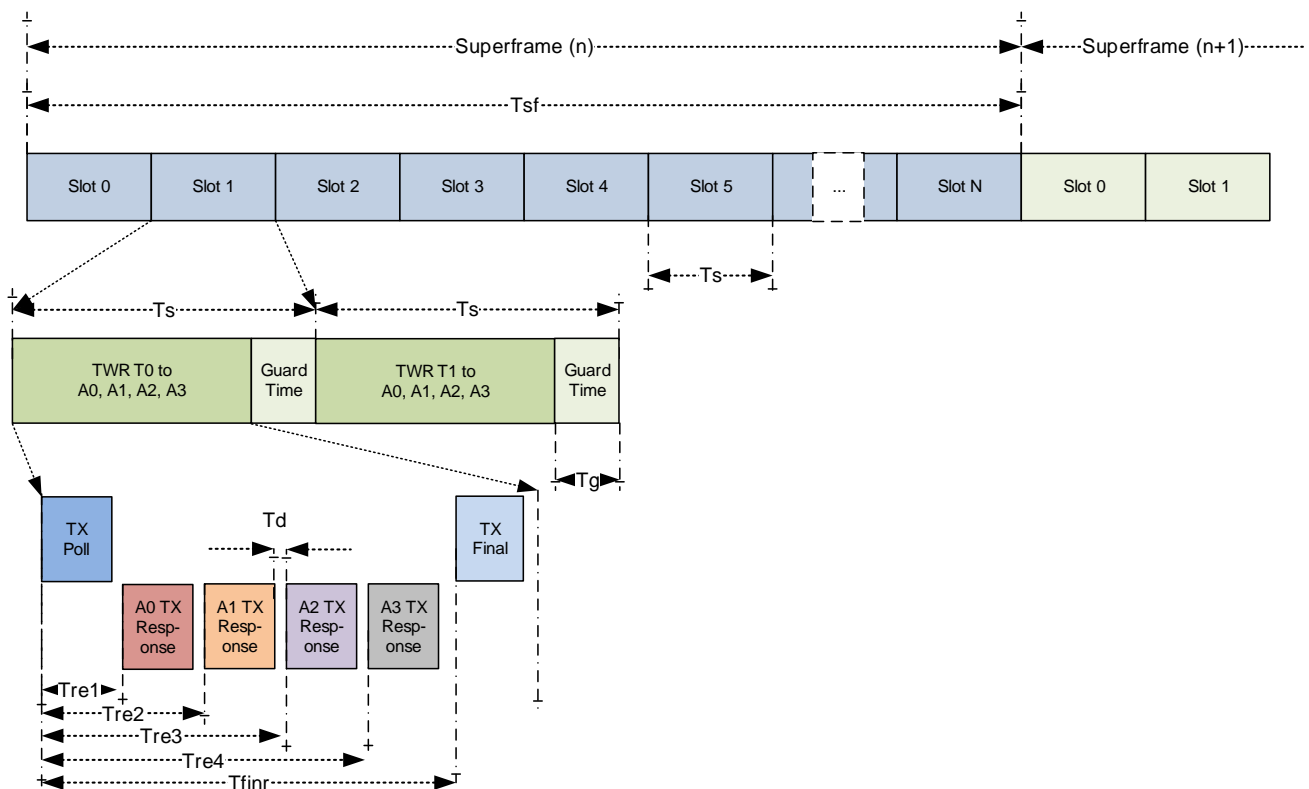 Superframe (n)
Superframe (n+1)
Tsf
Slot 0
Slot 1
Slot 2
Slot 3
Slot 4
Slot 5
...
Slot N
Slot 0
Slot 1
Ts
Ts
Ts
TWR T0 to
A0, A1, A2, A3
Guard
Time
TWR T1 to
A0, A1, A2, A3
Guard
Time
Tg
TX
Poll
Td
TX
Final
A0 TX
Resp-
onse
A1 TX
Resp-
onse
A2 TX
Resp-
onse
A3 TX
Resp-
onse
Tre1
Tre2
Tre3
Tre4
Tfinr